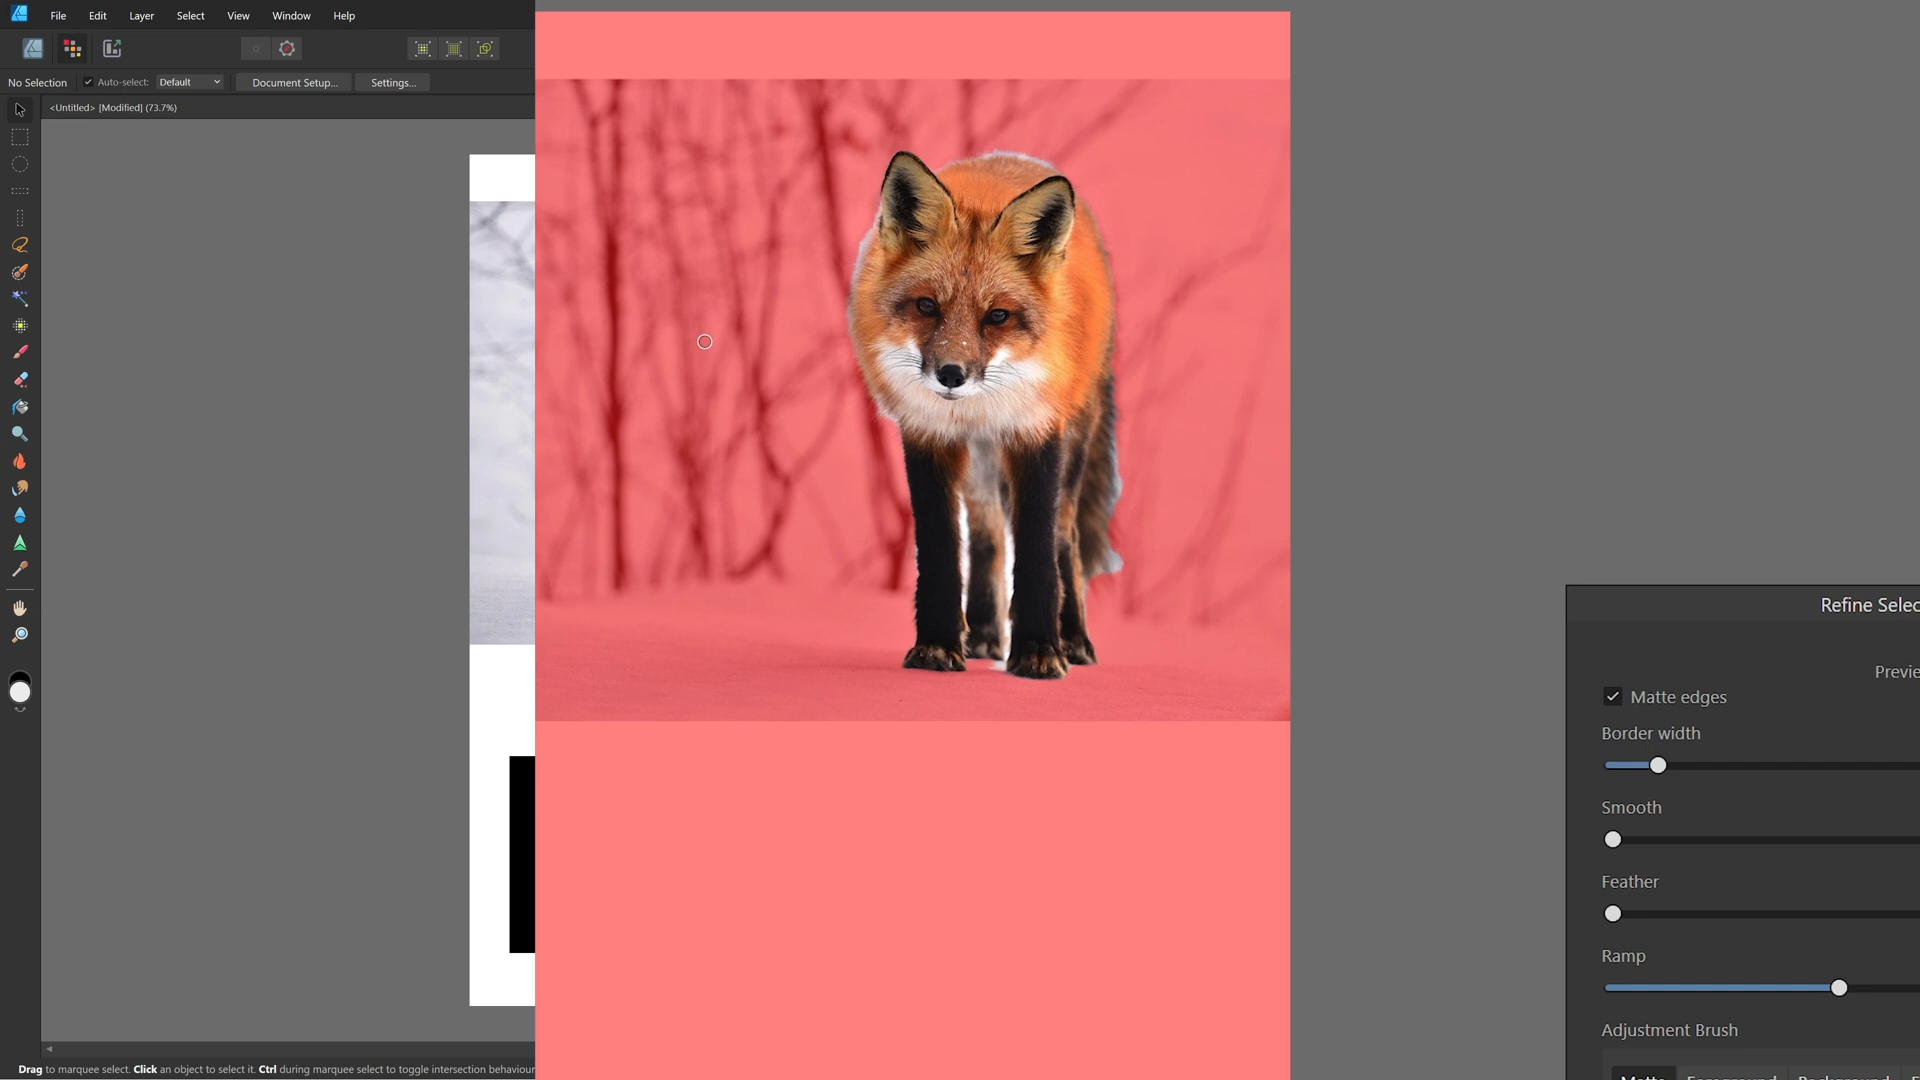 File Edit Layer Select View Window Help
No Selection Auto-select: Default Document Setup... Settings...
<Untitled> [Modified] (73.7%)
Refine Selec
Previe
Matte edges
Border width
Smooth
Feather
Ramp
Adjustment Brush
Matte Foreground Background
Drag to marquee select. Click an object to select it. Ctrl during marquee select to toggle intersection behaviour